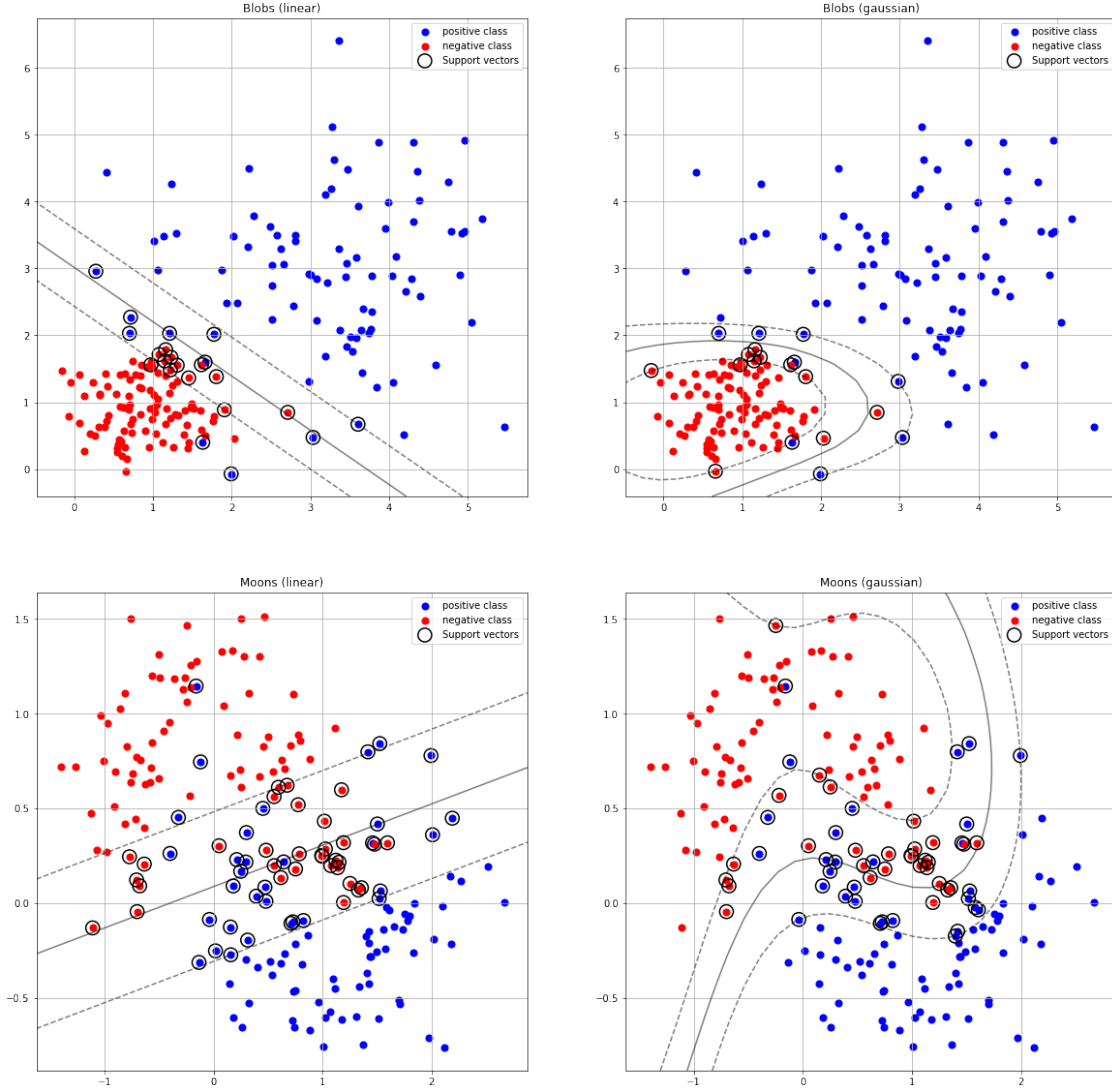 Blobs (linear)
positive class
negative class
Support vectors
6
5
4
3
2
1
0
0
1
2
3
4
5
Blobs (gaussian)
positive class
negative class
Support vectors
6
5
4
3
2
1
0
0
1
2
3
4
5
Moons (linear)
positive class
negative class
Support vectors
1.5
1.0
0.5
0.0
−0.5
−1
0
1
2
Moons (gaussian)
positive class
negative class
Support vectors
1.5
1.0
0.5
0.0
−0.5
−1
0
1
2